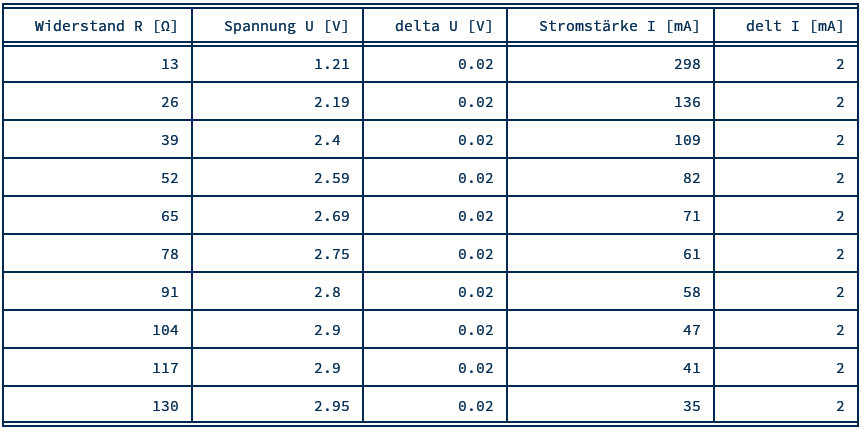 Widerstand R [Ω] Spannung U [V] delta U [V] Stromstärke I [mA] delt I [mA]
13 1.21 0.02 298 2
26 2.19 0.02 136 2
39 2.4 0.02 109 2
52 2.59 0.02 82 2
65 2.69 0.02 71 2
78 2.75 0.02 61 2
91 2.8 0.02 58 2
104 2.9 0.02 47 2
117 2.9 0.02 41 2
130 2.95 0.02 35 2